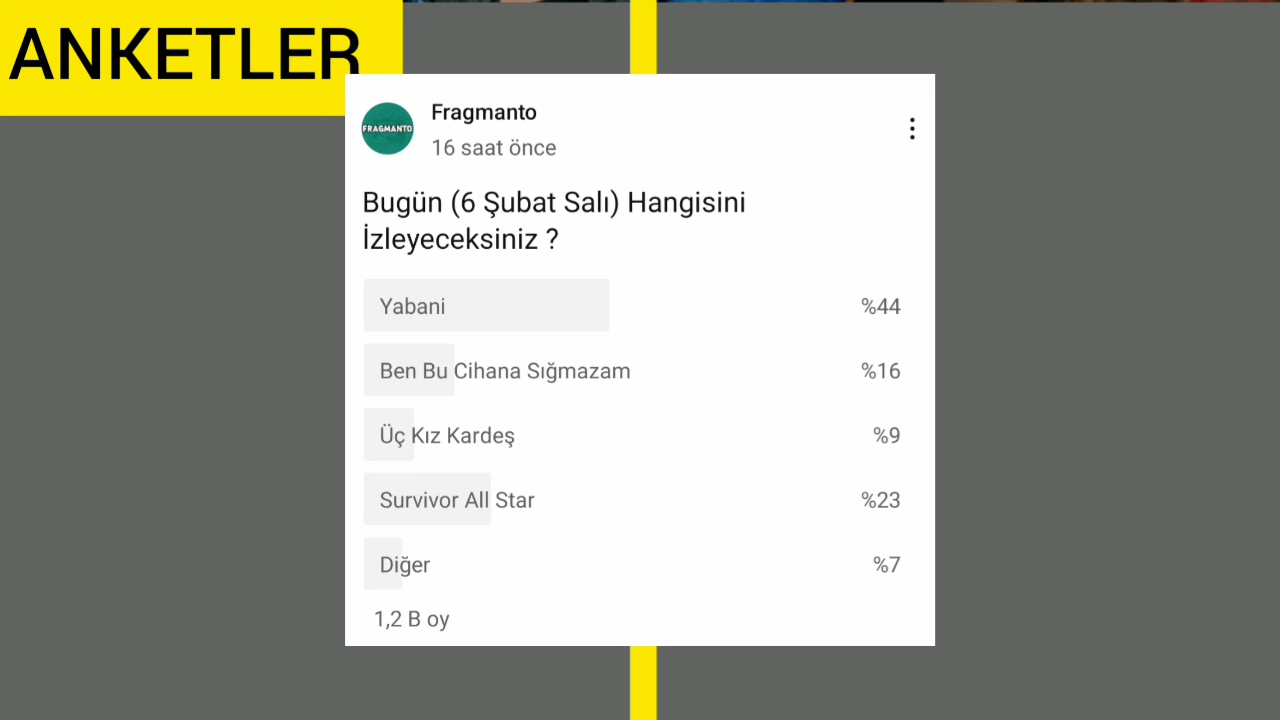 ANKETLER
FRAGMANTO
Fragmanto
16 saat önce
Bugün (6 Şubat Salı) Hangisini
İzleyeceksiniz ?
Yabani %44
Ben Bu Cihana Sığmazam %16
Üç Kız Kardeş %9
Survivor All Star %23
Diğer %7
1,2 B oy